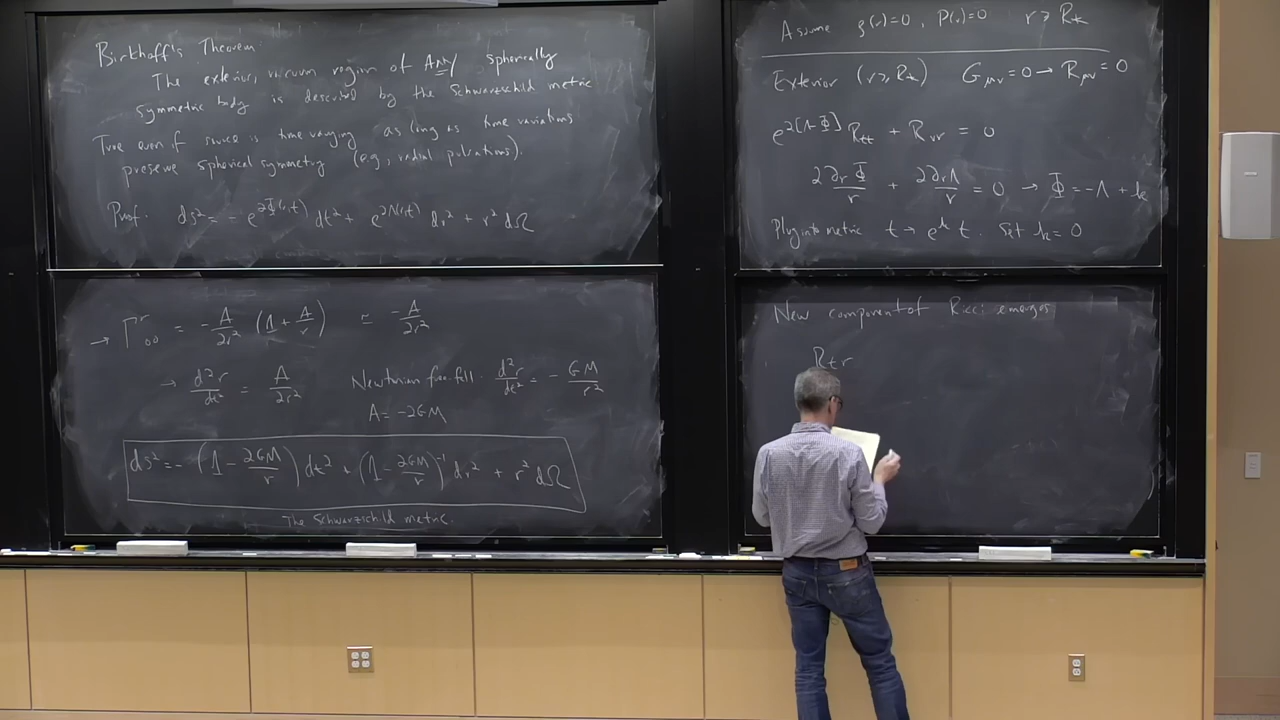 Birkhoff's Theorem:
The exterior, vacuum region of ANY spherically
symmetric body is described by the Schwarzschild metric
True even if source is time varying as long as time variations
preserve spherical symmetry (e.g., radial pulsations).
Proof: ds² = - e^{2Φ(r,t)} dt² + e^{2Λ(r,t)} dr² + r² dΩ
→ Γ^r_{00} = -A/2r² (1 + A/r) ≃ -A/2r²
→ d²r/dt² = A/2r² Newtonian free-fall: d²r/dt² = - GM/r²
A = -2GM
ds² = - (1 - 2GM/r) dt² + (1 - 2GM/r)^{-1} dr² + r² dΩ
The Schwarzschild metric.
Assume ρ(r)=0, P(r)=0 r ≥ R_*
Exterior (r ≥ R_*) G_{μν} = 0 → R_{μν} = 0
e^{2[Λ-Φ]} R_{tt} + R_{rr} = 0
2∂_rΦ/r + 2∂_rΛ/r = 0 → Φ = -Λ + k
Plug into metric t → e^k t. Set k = 0
New component of Ricci emerges
R_{tr}